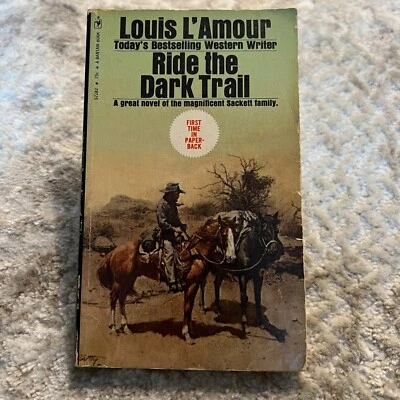 Louis L'Amour
Today's Bestselling Western Writer
Ride the
Dark Trail
A great novel of the magnificent Sackett family.
FIRST
TIME
IN
PAPER-
BACK